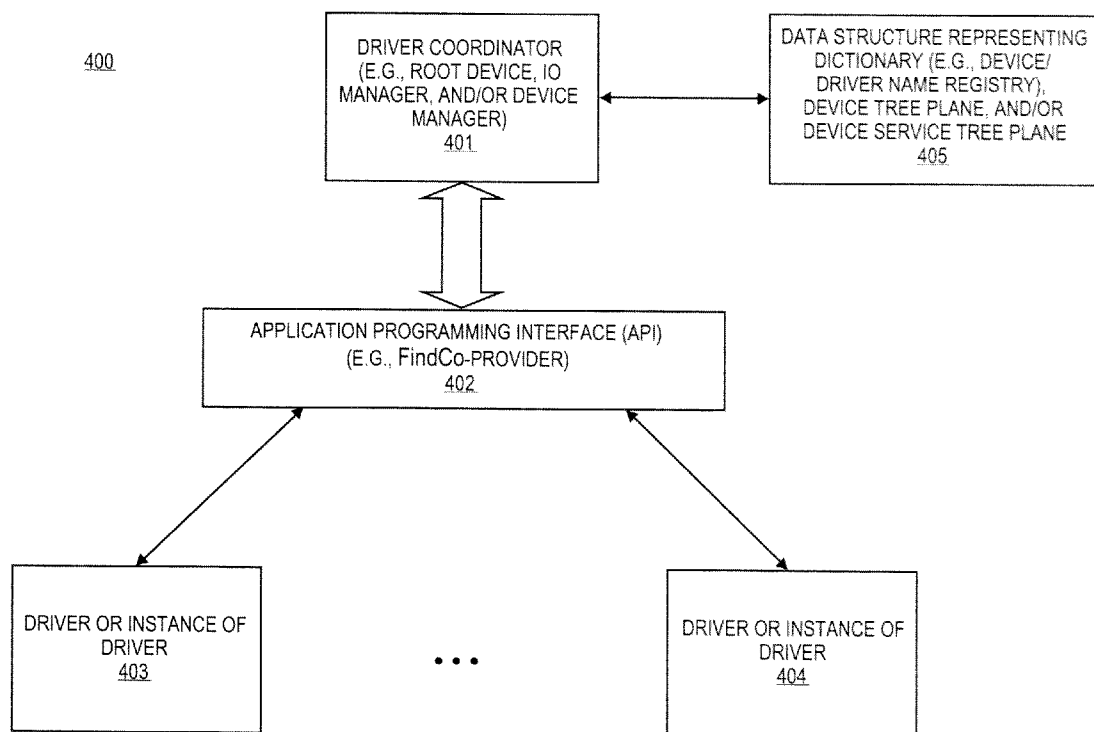 400
DRIVER COORDINATOR
(E.G., ROOT DEVICE, IO
MANAGER, AND/OR DEVICE
MANAGER)
401
DATA STRUCTURE REPRESENTING
DICTIONARY (E.G., DEVICE/
DRIVER NAME REGISTRY),
DEVICE TREE PLANE, AND/OR
DEVICE SERVICE TREE PLANE
405
APPLICATION PROGRAMMING INTERFACE (API)
(E.G., FindCo-PROVIDER)
402
DRIVER OR INSTANCE OF
DRIVER
403
• • •
DRIVER OR INSTANCE OF
DRIVER
404